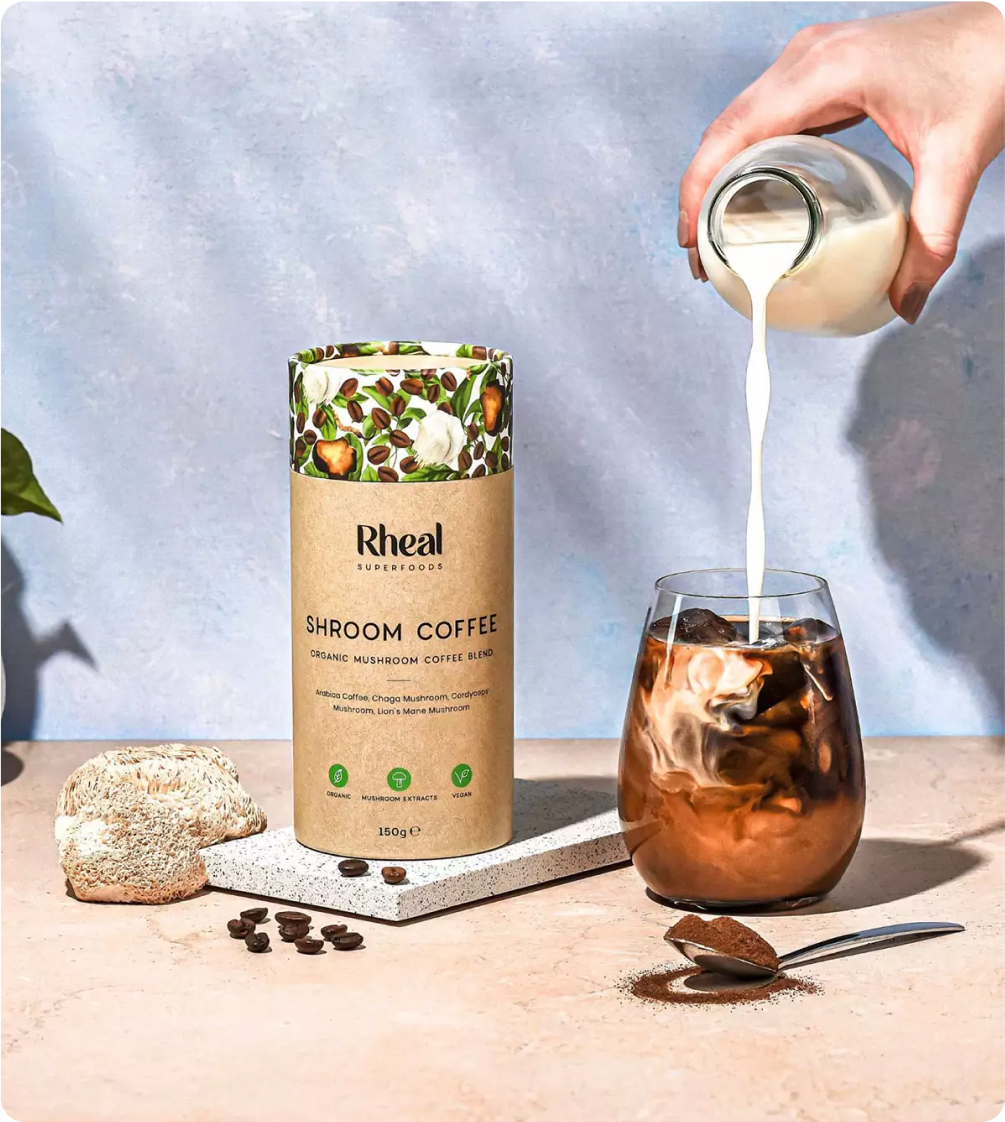 Rheal
SUPERFOODS
SHROOM COFFEE
ORGANIC MUSHROOM COFFEE BLEND
Arabica Coffee, Chaga Mushroom, Cordyceps
Mushroom, Lion's Mane Mushroom
ORGANIC MUSHROOM EXTRACTS VEGAN
150g ℮